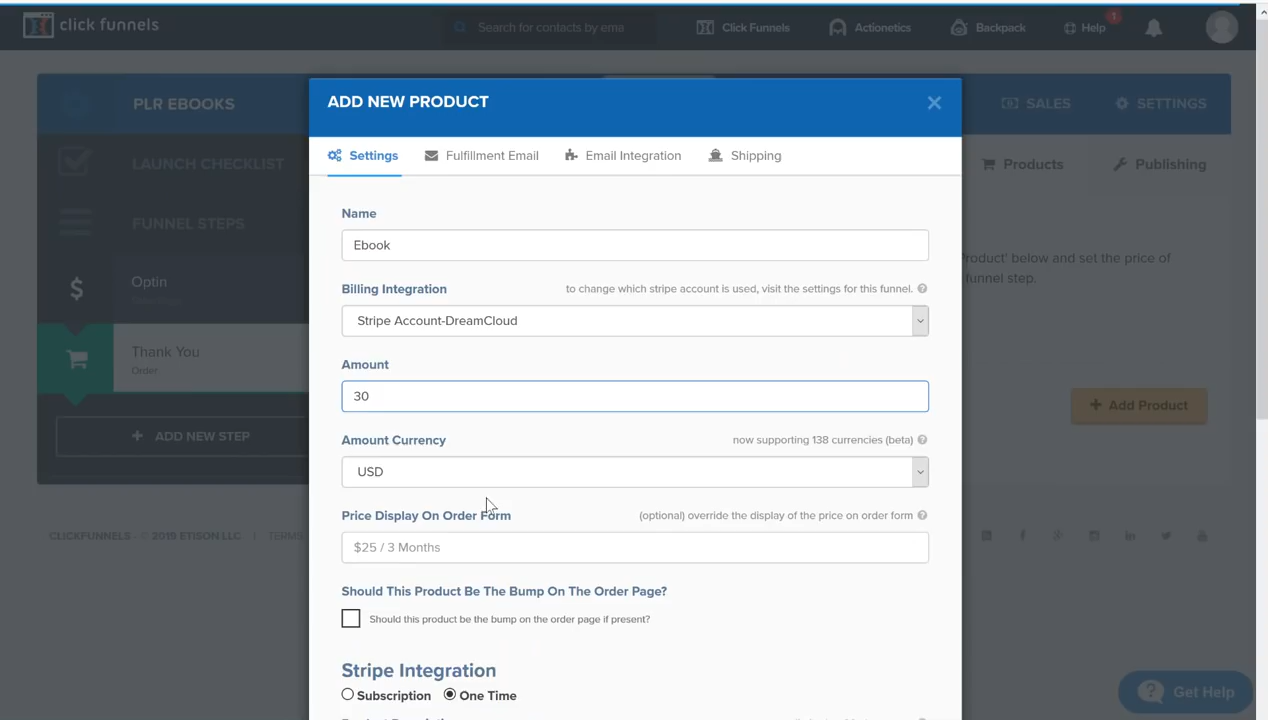 click funnels
Search for contacts by ema
Click Funnels
Actionetics
Backpack
Help
1
PLR EBOOKS
SALES
SETTINGS
ADD NEW PRODUCT
LAUNCH CHECKLIST
Settings
Fulfillment Email
Email Integration
Shipping
Products
Publishing
FUNNEL STEPS
Name
Ebook
Product' below and set the price of
funnel step.
Optin
Billing Integration
to change which stripe account is used, visit the settings for this funnel.
Stripe Account-DreamCloud
Thank You
Order
Amount
30
+ Add Product
+ ADD NEW STEP
Amount Currency
now supporting 138 currencies (beta)
USD
Price Display On Order Form
(optional) override the display of the price on order form
$25 / 3 Months
CLICKFUNNELS - © 2019 ETISON LLC | TERMS
Should This Product Be The Bump On The Order Page?
Should this product be the bump on the order page if present?
Stripe Integration
Subscription
One Time
Get Help